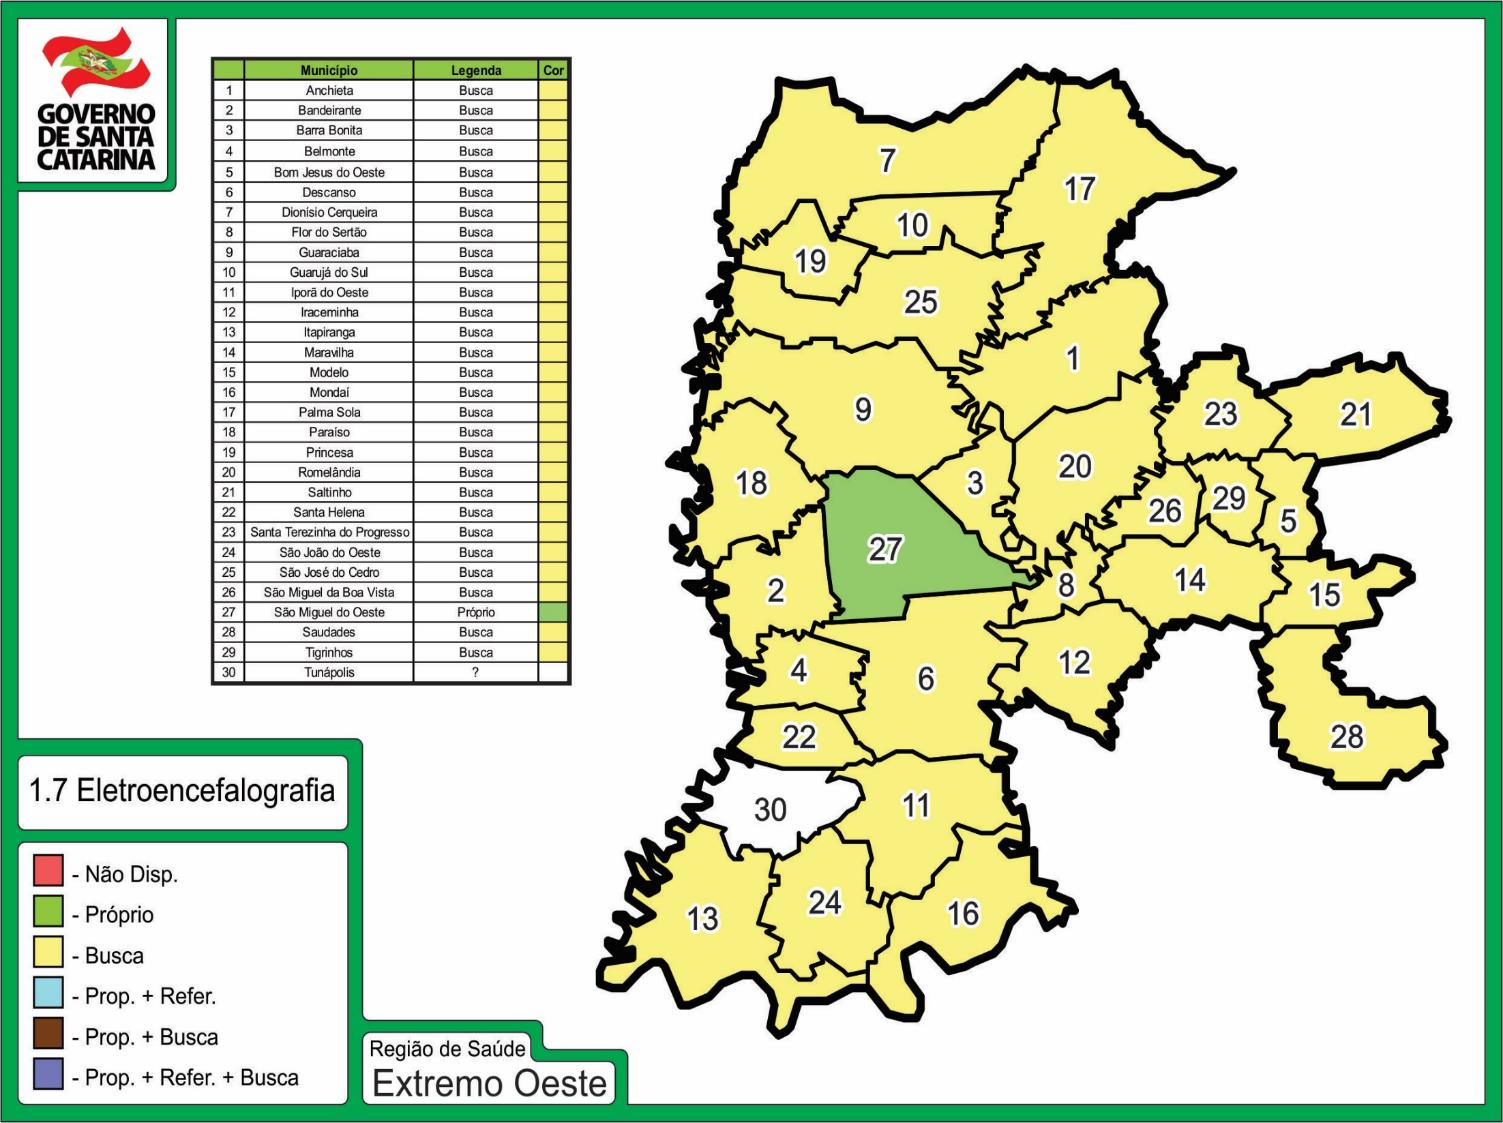 GOVERNO
DE SANTA
CATARINA
Município Legenda Cor
1 Anchieta Busca
2 Bandeirante Busca
3 Barra Bonita Busca
4 Belmonte Busca
5 Bom Jesus do Oeste Busca
6 Descanso Busca
7 Dionísio Cerqueira Busca
8 Flor do Sertão Busca
9 Guaraciaba Busca
10 Guarujá do Sul Busca
11 Iporã do Oeste Busca
12 Iraceminha Busca
13 Itapiranga Busca
14 Maravilha Busca
15 Modelo Busca
16 Mondaí Busca
17 Palma Sola Busca
18 Paraíso Busca
19 Princesa Busca
20 Romelândia Busca
21 Saltinho Busca
22 Santa Helena Busca
23 Santa Terezinha do Progresso Busca
24 São João do Oeste Busca
25 São José do Cedro Busca
26 São Miguel da Boa Vista Busca
27 São Miguel do Oeste Próprio
28 Saudades Busca
29 Tigrinhos Busca
30 Tunápolis ?
7
17
10
19
25
1
9
23
21
20
18
3
26
29
5
27
14
8
2
15
12
4
6
22
28
30
11
24
16
13
1.7 Eletroencefalografia
- Não Disp.
- Próprio
- Busca
- Prop. + Refer.
- Prop. + Busca
- Prop. + Refer. + Busca
Região de Saúde
Extremo Oeste